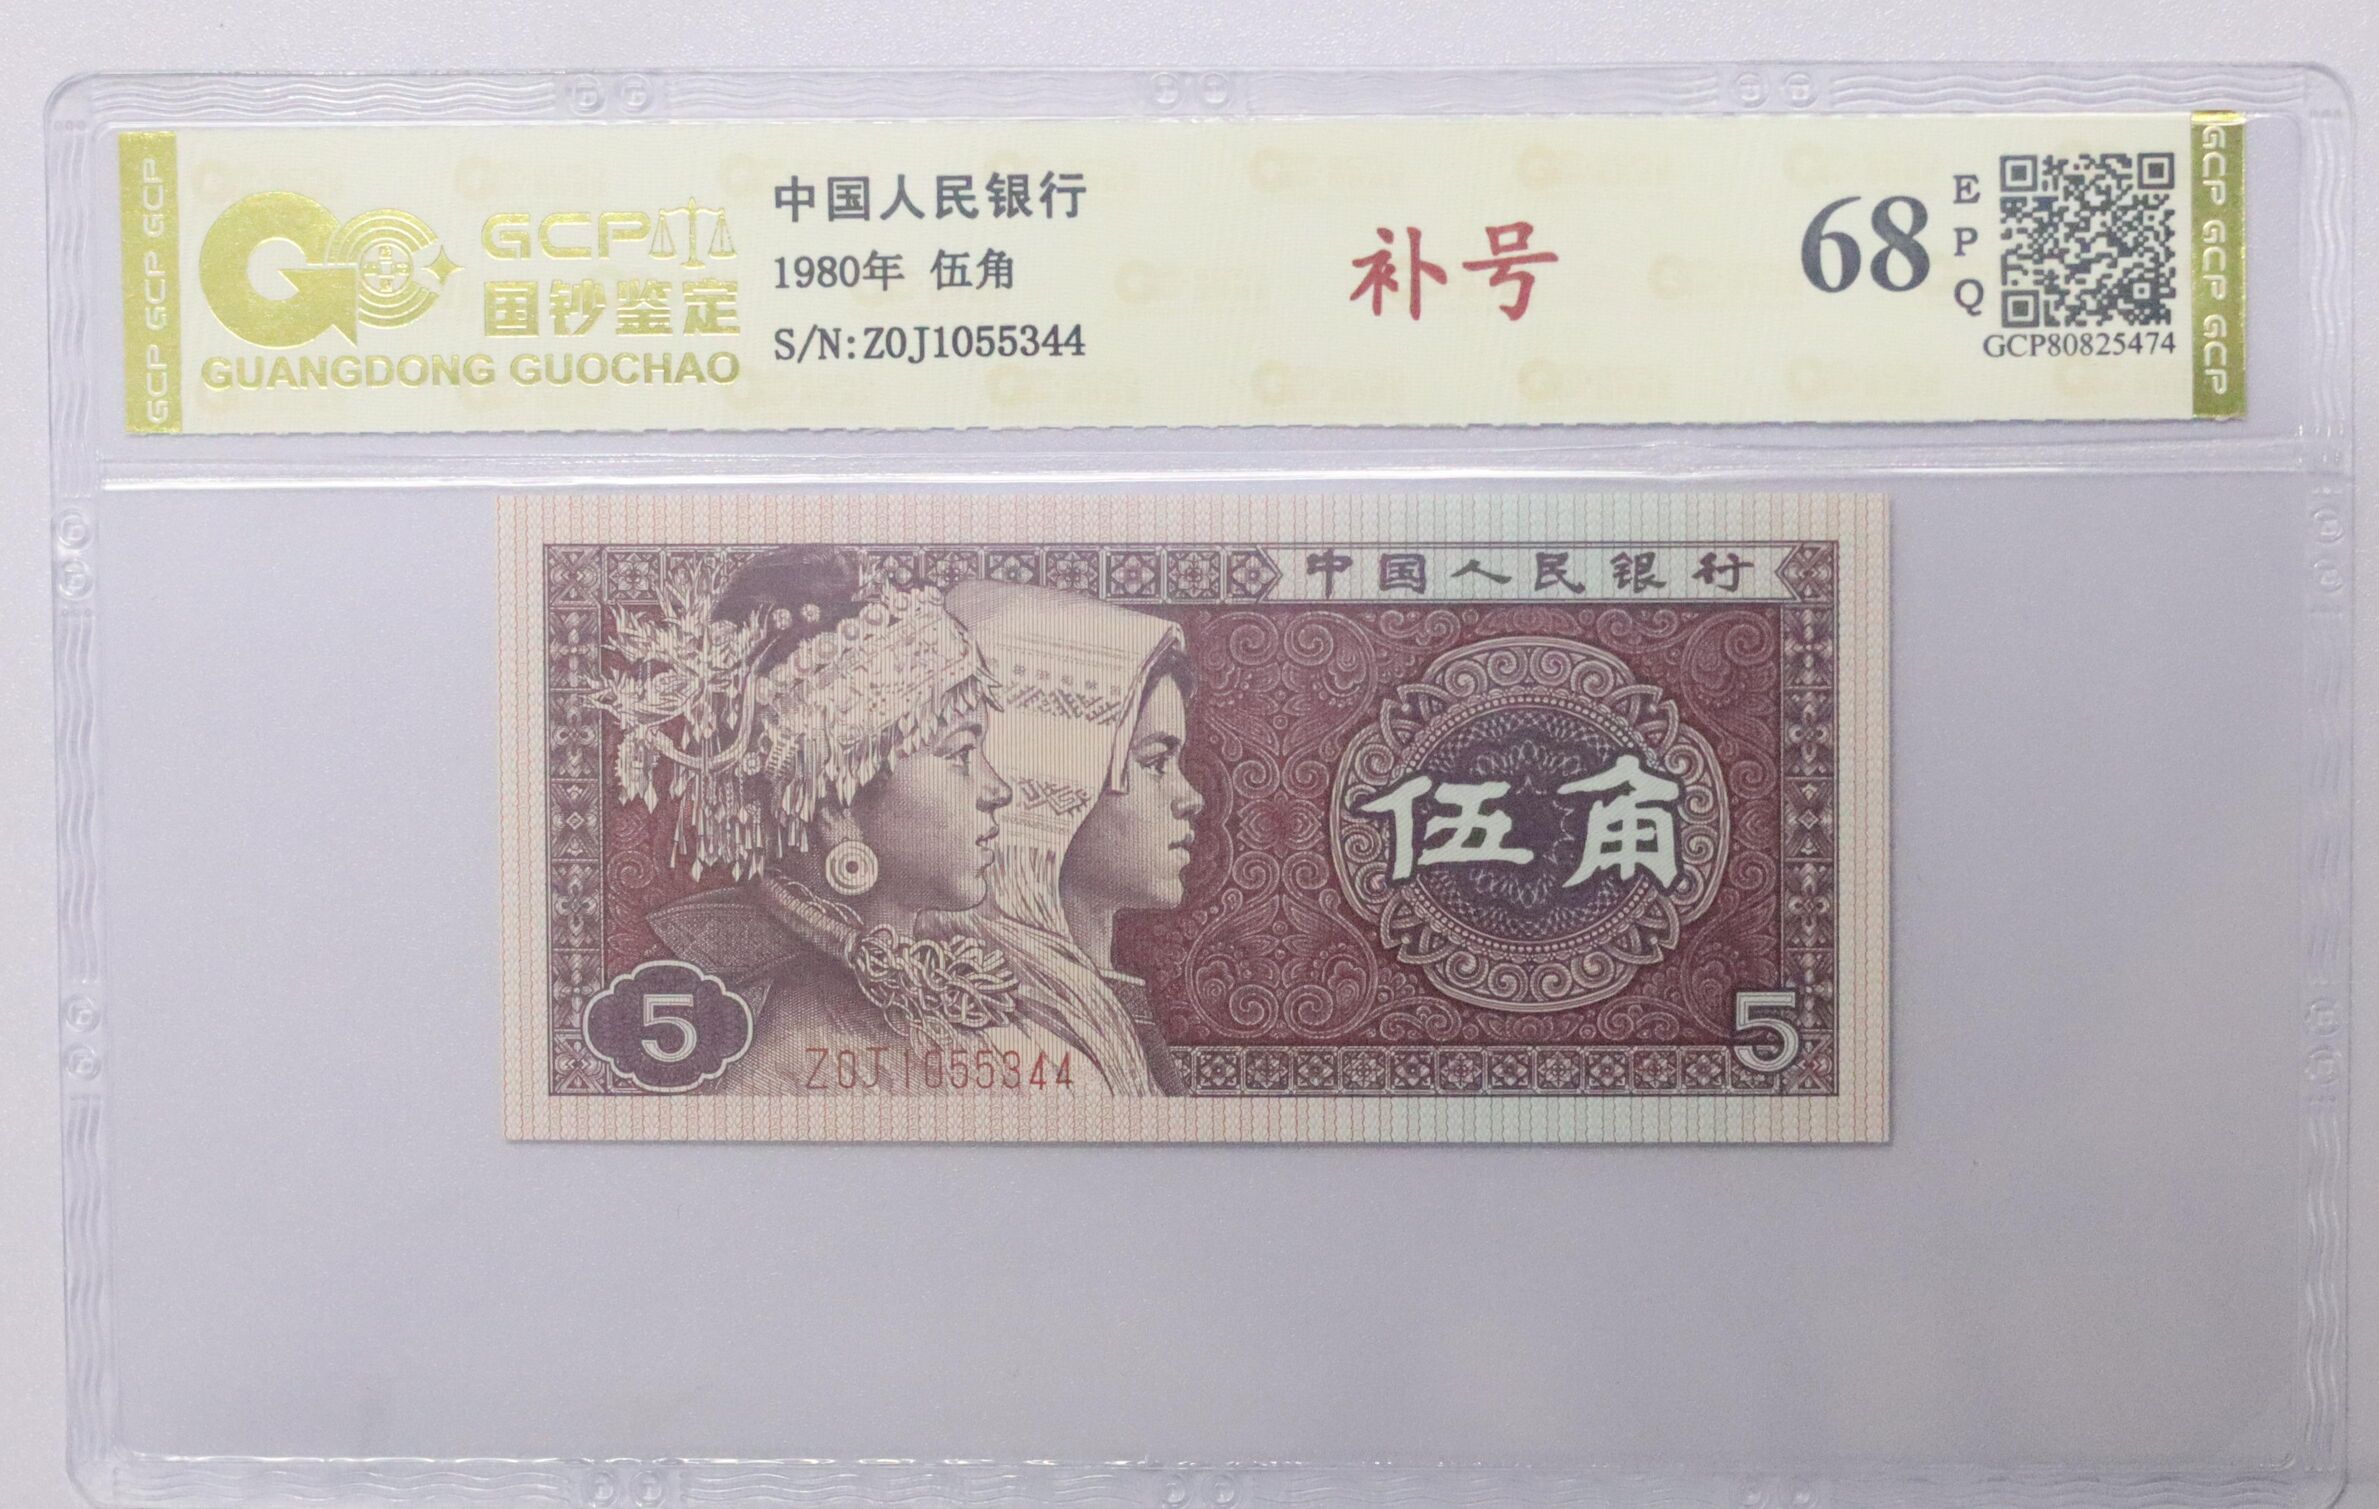 GCP GCP GCP
GCP
国钞鉴定
GUANGDONG GUOCHAO
中国人民银行
1980年 伍角
S/N:Z0J1055344
补号
68
EPQ
GCP80825474
GCP GCP GCP GCP
中国人民银行
伍角
5
Z0J1055344
5